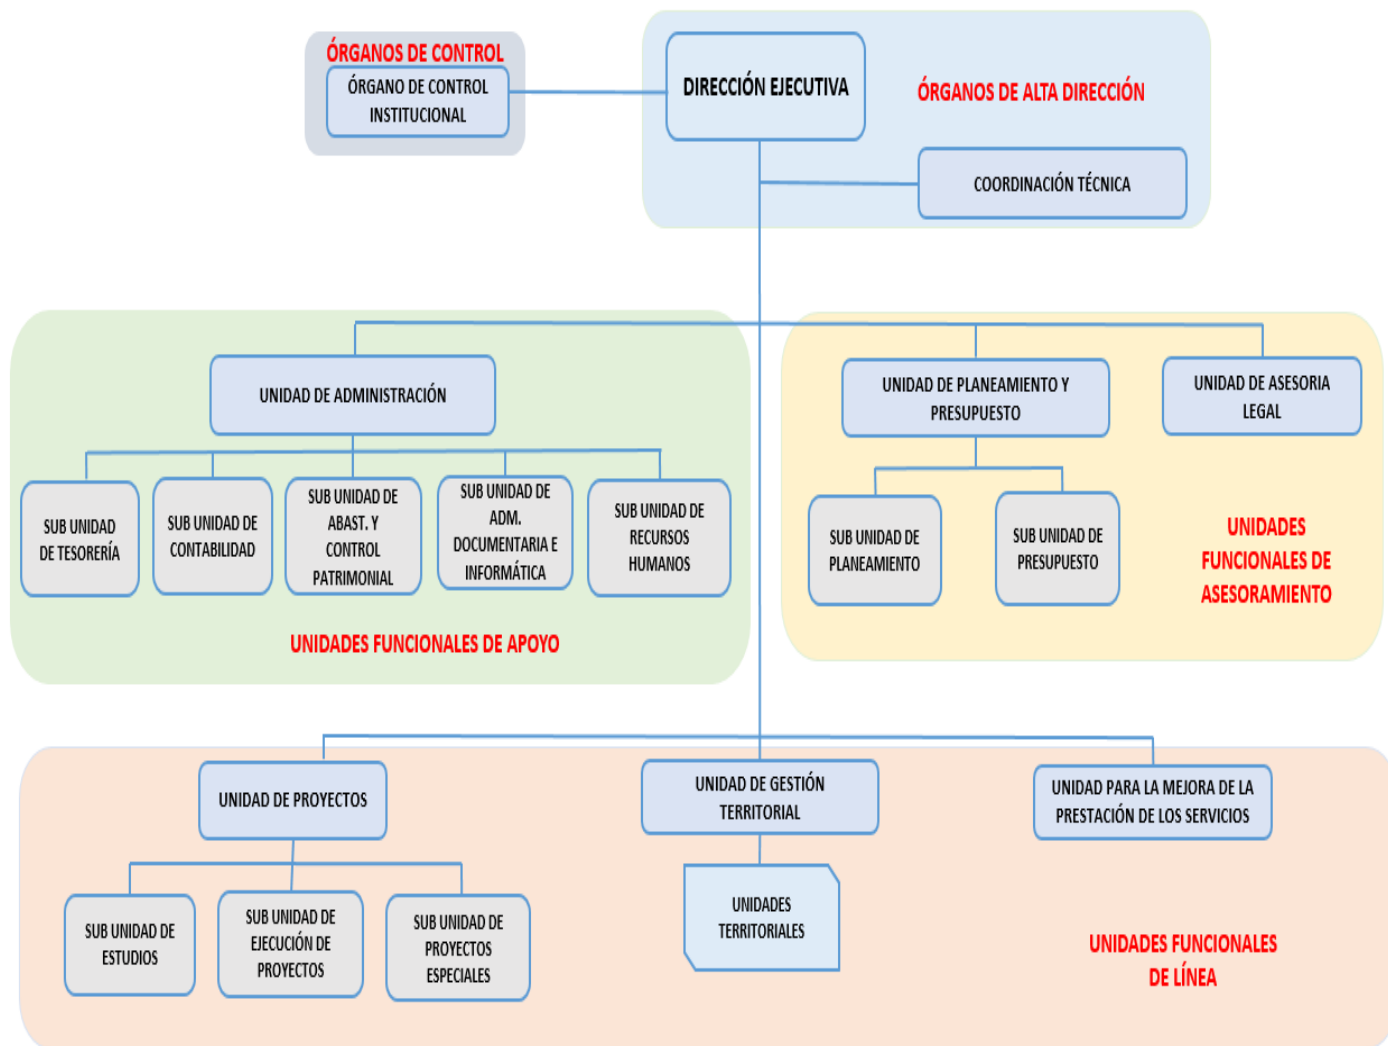 ÓRGANOS DE CONTROL
ÓRGANO DE CONTROL
INSTITUCIONAL
DIRECCIÓN EJECUTIVA
ÓRGANOS DE ALTA DIRECCIÓN
COORDINACIÓN TÉCNICA
UNIDAD DE ADMINISTRACIÓN
SUB UNIDAD
DE TESORERÍA
SUB UNIDAD DE
CONTABILIDAD
SUB UNIDAD DE
ABAST. Y
CONTROL
PATRIMONIAL
SUB UNIDAD DE
ADM.
DOCUMENTARIA E
INFORMÁTICA
SUB UNIDAD DE
RECURSOS
HUMANOS
UNIDADES FUNCIONALES DE APOYO
UNIDAD DE PLANEAMIENTO Y
PRESUPUESTO
UNIDAD DE ASESORIA
LEGAL
SUB UNIDAD DE
PLANEAMIENTO
SUB UNIDAD DE
PRESUPUESTO
UNIDADES
FUNCIONALES DE
ASESORAMIENTO
UNIDAD DE PROYECTOS
UNIDAD DE GESTIÓN
TERRITORIAL
UNIDAD PARA LA MEJORA DE LA
PRESTACIÓN DE LOS SERVICIOS
SUB UNIDAD DE
ESTUDIOS
SUB UNIDAD DE
EJECUCIÓN DE
PROYECTOS
SUB UNIDAD DE
PROYECTOS
ESPECIALES
UNIDADES
TERRITORIALES
UNIDADES FUNCIONALES
DE LÍNEA